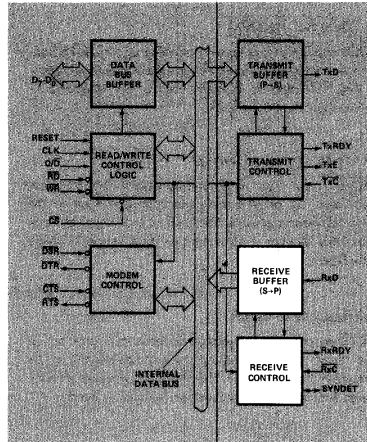 DATA
BUS
BUFFER
D7-D0
TRANSMIT
BUFFER
(P→S)
TxD
RESET
CLK
C/D
RD
WR
CS
READ/WRITE
CONTROL
LOGIC
TRANSMIT
CONTROL
TxRDY
TxE
TxC
DSR
DTR
CTS
RTS
MODEM
CONTROL
RECEIVE
BUFFER
(S→P)
RxD
INTERNAL
DATA BUS
RECEIVE
CONTROL
RxRDY
RxC
SYNDET